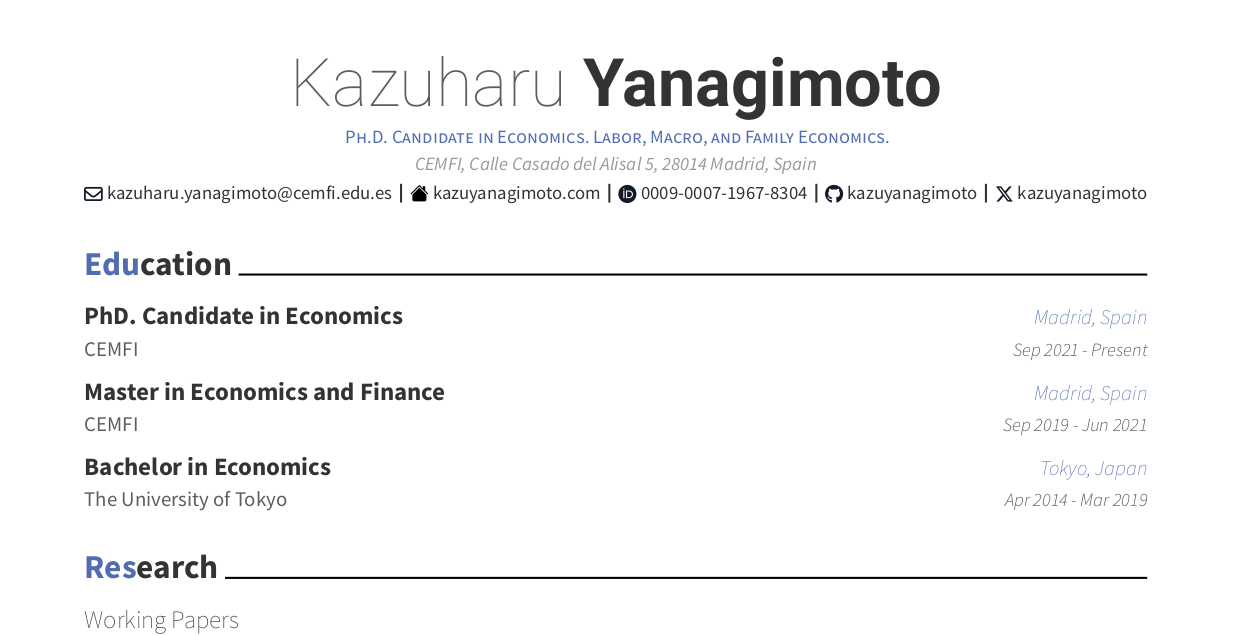 Kazuharu Yanagimoto
Ph.D. Candidate in Economics. Labor, Macro, and Family Economics.
CEMFI, Calle Casado del Alisal 5, 28014 Madrid, Spain
kazuharu.yanagimoto@cemfi.edu.es | kazuyanagimoto.com | iD 0009-0007-1967-8304 | kazuyanagimoto | X kazuyanagimoto
Education
PhD. Candidate in Economics Madrid, Spain
CEMFI Sep 2021 - Present
Master in Economics and Finance Madrid, Spain
CEMFI Sep 2019 - Jun 2021
Bachelor in Economics Tokyo, Japan
The University of Tokyo Apr 2014 - Mar 2019
Research
Working Papers